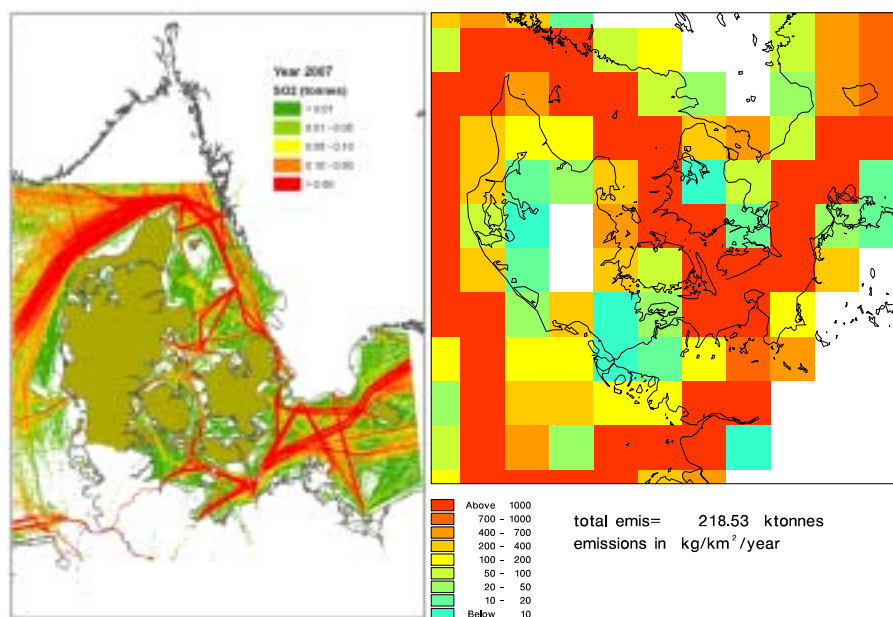 Year 2007
SO2 (tonnes)
Above 1000
700 - 1000
400 - 700
200 - 400
100 - 200
50 - 100
20 - 50
10 - 20
Below 10
total emis= 218.53 ktonnes
emissions in kg/km²/year